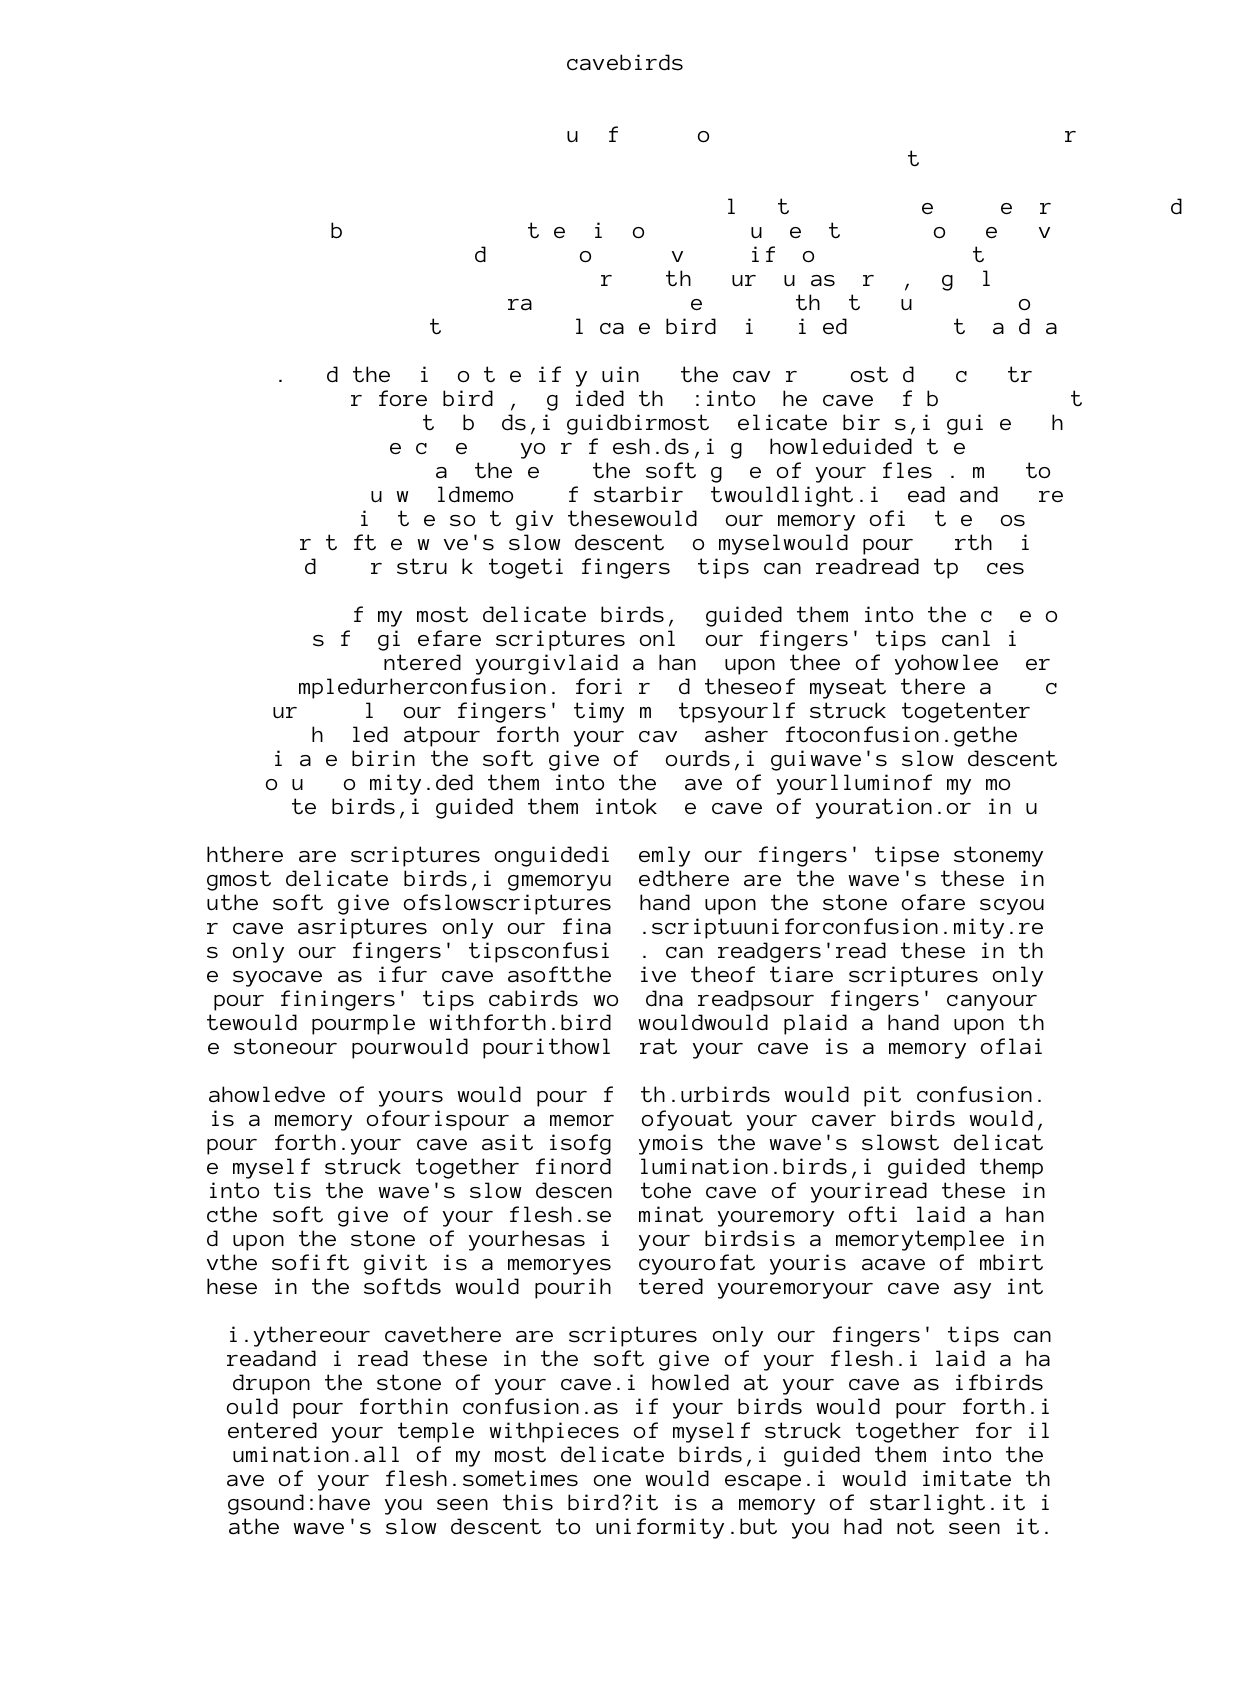 cavebirds
u f o r
t
l t e e r d
b t e i o u e t o e v
d o v if o t
r th ur u as r , g l
ra e th t u o
t l ca e bird i i ed t a d a
. d the i o t e if y uin the cav r ost d c tr
r fore bird , g ided th :into he cave f b t
t b ds,i guidbirmost elicate bir s,i gui e h
e c e yo r f esh.ds,i g howleduided t e
a the e the soft g e of your fles . m to
u w ldmemo f starbir twouldlight.i ead and re
i t e so t giv thesewould our memory ofi t e os
r t ft e w ve's slow descent o myselwould pour rth i
d r stru k togeti fingers tips can readread tp ces
f my most delicate birds, guided them into the c e o
s f gi efare scriptures onl our fingers' tips canl i
ntered yourgivlaid a han upon thee of yohowlee er
mpledurherconfusion. fori r d theseof myseat there a c
ur l our fingers' timy m tpsyourlf struck togetenter
h led atpour forth your cav asher ftoconfusion.gethe
i a e birin the soft give of ourds,i guiwave's slow descent
o u o mity.ded them into the ave of yourlluminof my mo
te birds,i guided them intok e cave of youration.or in u
hthere are scriptures onguidedi emly our fingers' tipse stonemy
gmost delicate birds,i gmemoryu edthere are the wave's these in
uthe soft give ofslowscriptures hand upon the stone ofare scyou
r cave asriptures only our fina .scriptuuniforconfusion.mity.re
s only our fingers' tipsconfusi . can readgers'read these in th
e syocave as ifur cave asoftthe ive theof tiare scriptures only
pour finingers' tips cabirds wo dna readpsour fingers' canyour
tewould pourmple withforth.bird wouldwould plaid a hand upon th
e stoneour pourwould pourithowl rat your cave is a memory oflai
ahowledve of yours would pour f th.urbirds would pit confusion.
is a memory ofourispour a memor ofyouat your caver birds would,
pour forth.your cave asit isofg ymois the wave's slowst delicat
e myself struck together finord lumination.birds,i guided themp
into tis the wave's slow descen tohe cave of youriread these in
cthe soft give of your flesh.se minat youremory ofti laid a han
d upon the stone of yourhesas i your birdsis a memorytemplee in
vthe sofift givit is a memoryes cyourofat youris acave of mbirt
hese in the softds would pourih tered youremoryour cave asy int
i.ythereour cavethere are scriptures only our fingers' tips can
readand i read these in the soft give of your flesh.i laid a ha
drupon the stone of your cave.i howled at your cave as ifbirds
ould pour forthin confusion.as if your birds would pour forth.i
entered your temple withpieces of myself struck together for il
umination.all of my most delicate birds,i guided them into the
ave of your flesh.sometimes one would escape.i would imitate th
gsound:have you seen this bird?it is a memory of starlight.it i
athe wave's slow descent to uniformity.but you had not seen it.